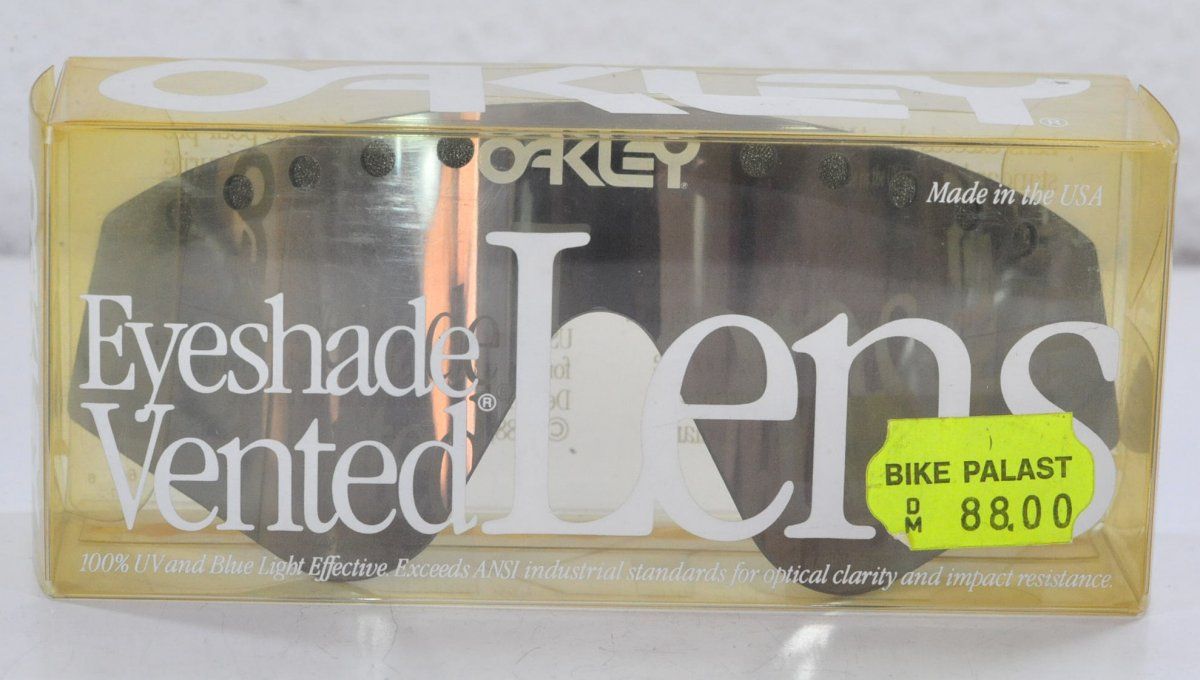 OAKLEY®
OAKLEY®
Made in the USA
Eyeshade®
Vented
Lens
BIKE PALAST
DM 88.00
100% UV and Blue Light Effective. Exceeds ANSI industrial standards for optical clarity and impact resistance.